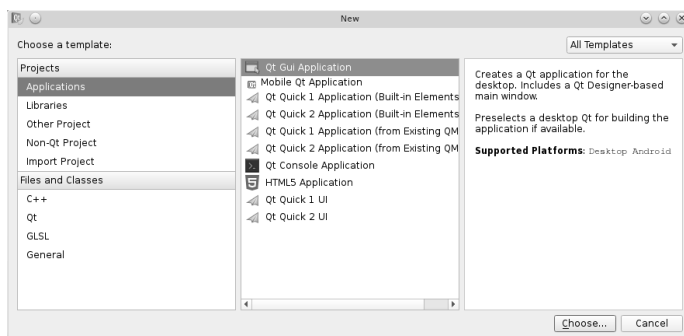 New
Choose a template:
All Templates
Projects
Applications
Libraries
Other Project
Non-Qt Project
Import Project
Files and Classes
C++
Qt
GLSL
General
Qt Gui Application
Mobile Qt Application
Qt Quick 1 Application (Built-in Elements
Qt Quick 2 Application (Built-in Elements
Qt Quick 1 Application (from Existing QM
Qt Quick 2 Application (from Existing QM
Qt Console Application
HTML5 Application
Qt Quick 1 UI
Qt Quick 2 UI
Creates a Qt application for the
desktop. Includes a Qt Designer-based
main window.
Preselects a desktop Qt for building the
application if available.
Supported Platforms: Desktop Android
Choose...
Cancel